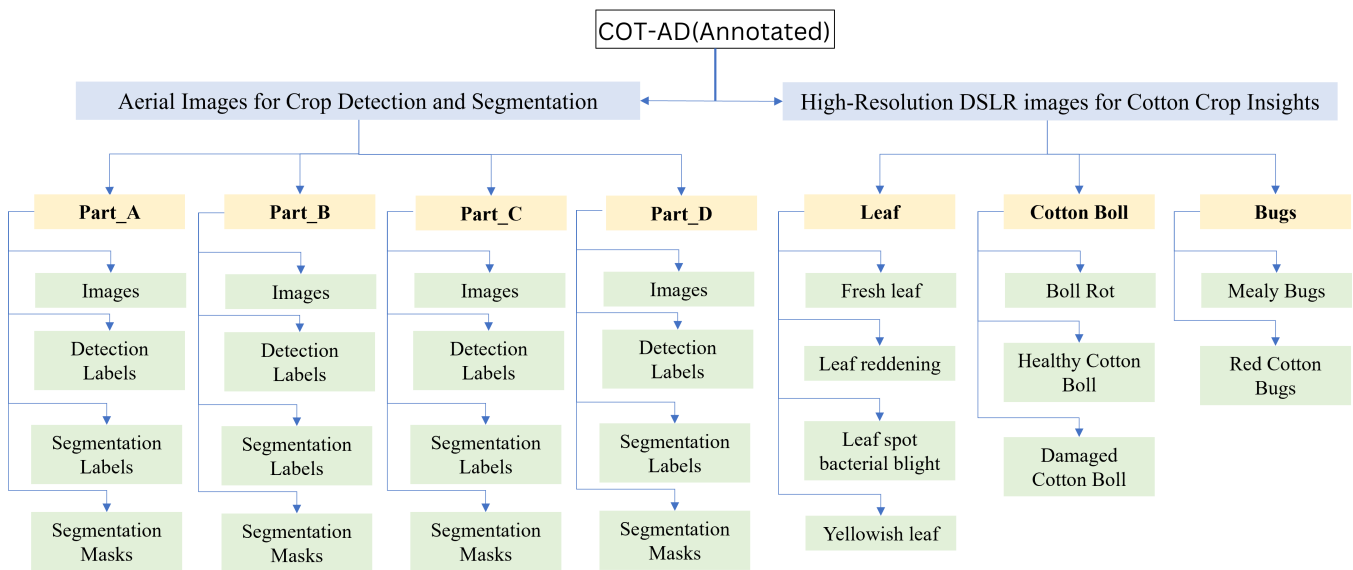 COT-AD(Annotated)
Aerial Images for Crop Detection and Segmentation
High-Resolution DSLR images for Cotton Crop Insights
Part_A
Images
Detection
Labels
Segmentation
Labels
Segmentation
Masks
Part_B
Images
Detection
Labels
Segmentation
Labels
Segmentation
Masks
Part_C
Images
Detection
Labels
Segmentation
Labels
Segmentation
Masks
Part_D
Images
Detection
Labels
Segmentation
Labels
Segmentation
Masks
Leaf
Fresh leaf
Leaf reddening
Leaf spot
bacterial blight
Yellowish leaf
Cotton Boll
Boll Rot
Healthy Cotton
Boll
Damaged
Cotton Boll
Bugs
Mealy Bugs
Red Cotton
Bugs